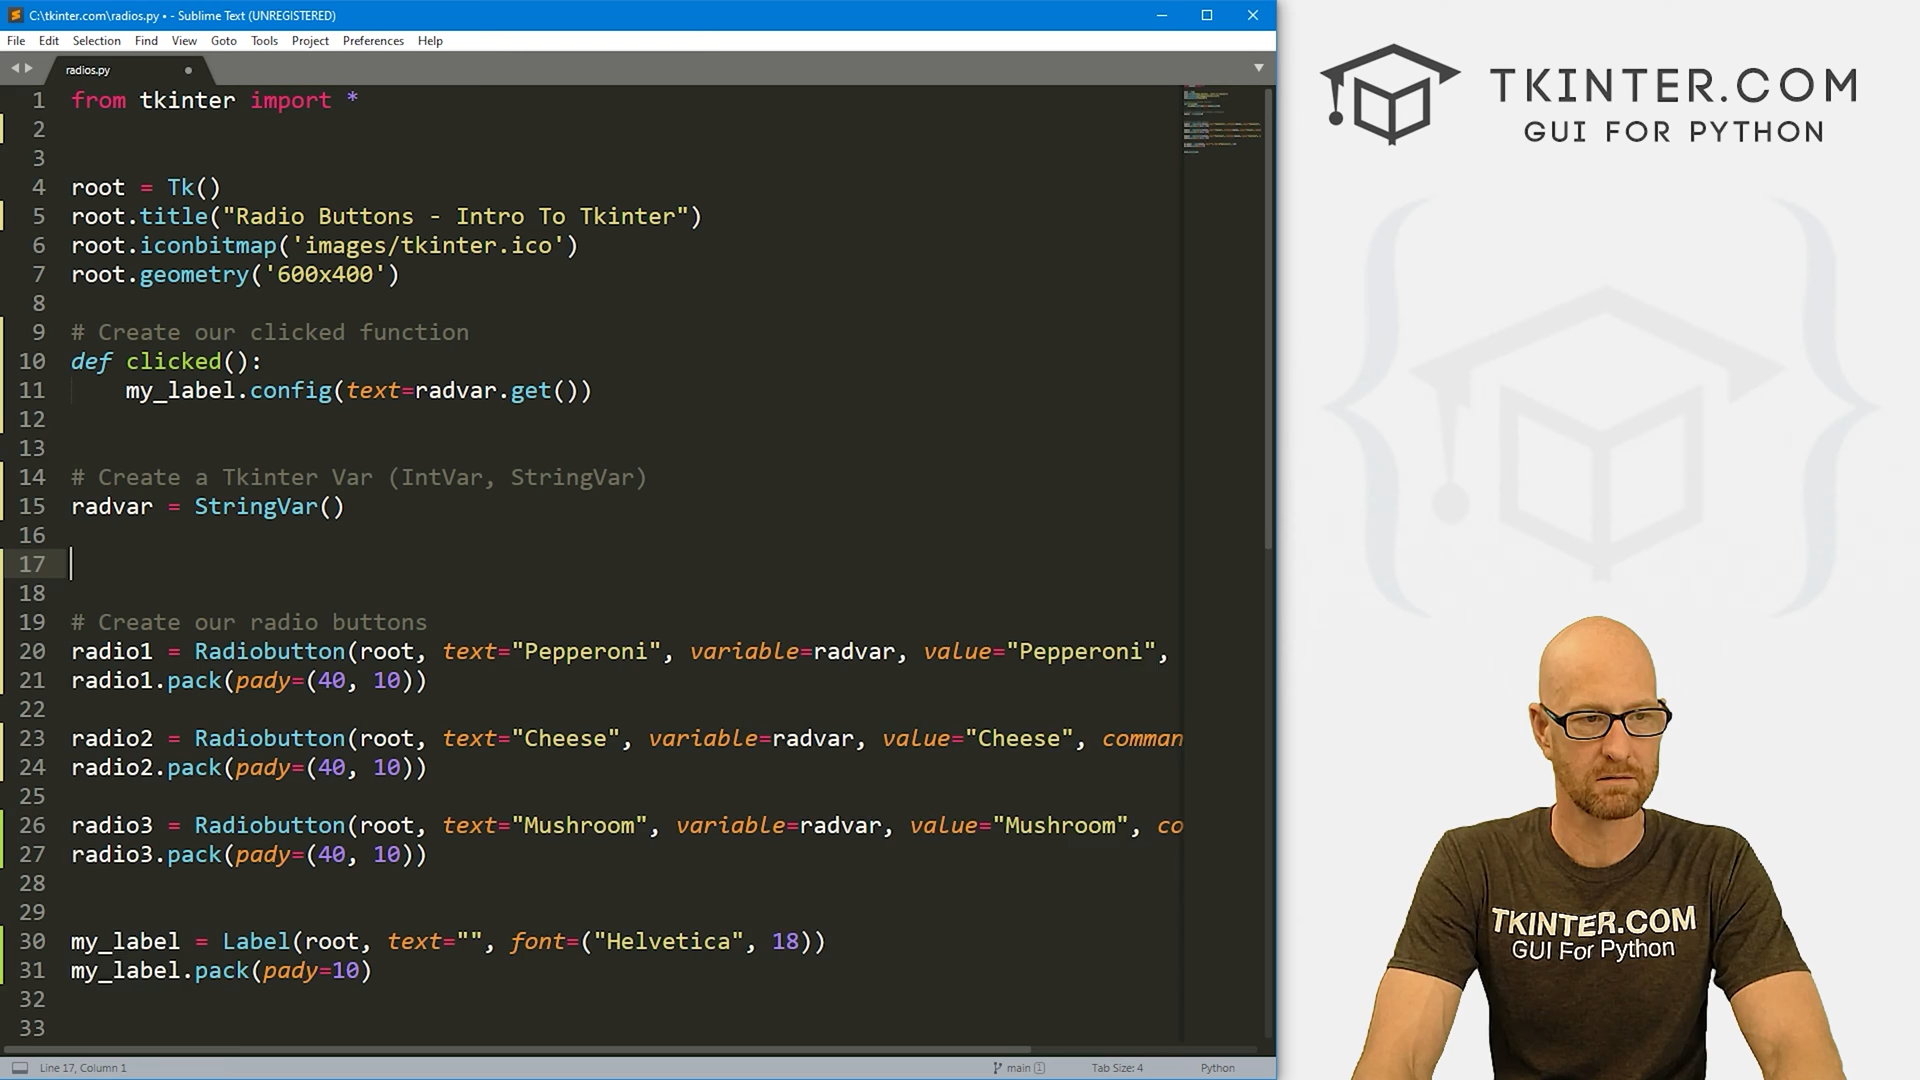 C:\tkinter.com\radios.py • - Sublime Text (UNREGISTERED)
File Edit Selection Find View Goto Tools Project Preferences Help
radios.py
1 from tkinter import *
2
3
4 root = Tk()
5 root.title("Radio Buttons - Intro To Tkinter")
6 root.iconbitmap('images/tkinter.ico')
7 root.geometry('600x400')
8
9 # Create our clicked function
10 def clicked():
11 my_label.config(text=radvar.get())
12
13
14 # Create a Tkinter Var (IntVar, StringVar)
15 radvar = StringVar()
16
17
18
19 # Create our radio buttons
20 radio1 = Radiobutton(root, text="Pepperoni", variable=radvar, value="Pepperoni",
21 radio1.pack(pady=(40, 10))
22
23 radio2 = Radiobutton(root, text="Cheese", variable=radvar, value="Cheese", comman
24 radio2.pack(pady=(40, 10))
25
26 radio3 = Radiobutton(root, text="Mushroom", variable=radvar, value="Mushroom", co
27 radio3.pack(pady=(40, 10))
28
29
30 my_label = Label(root, text="", font=("Helvetica", 18))
31 my_label.pack(pady=10)
32
33
Line 17, Column 1 main 1 Tab Size: 4 Python
TKINTER.COM
GUI FOR PYTHON
TKINTER.COM
GUI For Python